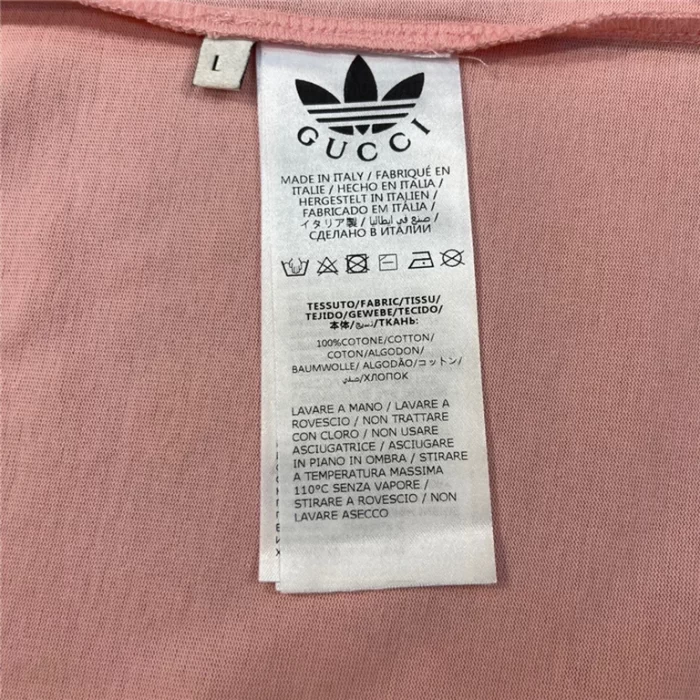 L
GUCCI
MADE IN ITALY / FABRIQUÉ EN
ITALIE / HECHO EN ITALIA /
HERGESTELT IN ITALIEN /
FABRICADO EM ITÁLIA /
イタリア製 / صنع في ايطاليا /
СДЕЛАНО В ИТАЛИИ
TESSUTO/FABRIC/TISSU/
TEJIDO/GEWEBE/TECIDO/
本体/نسيج/ТКАНЬ:
100%COTONE/COTTON/
COTON/ALGODON/
BAUMWOLLE/ ALGODÃO/コットン/
/ХЛОПОК
LAVARE A MANO / LAVARE A
ROVESCIO / NON TRATTARE
CON CLORO / NON USARE
ASCIUGATRICE / ASCIUGARE
IN PIANO IN OMBRA / STIRARE
A TEMPERATURA MASSIMA
110°C SENZA VAPORE /
STIRARE A ROVESCIO / NON
LAVARE ASECCO